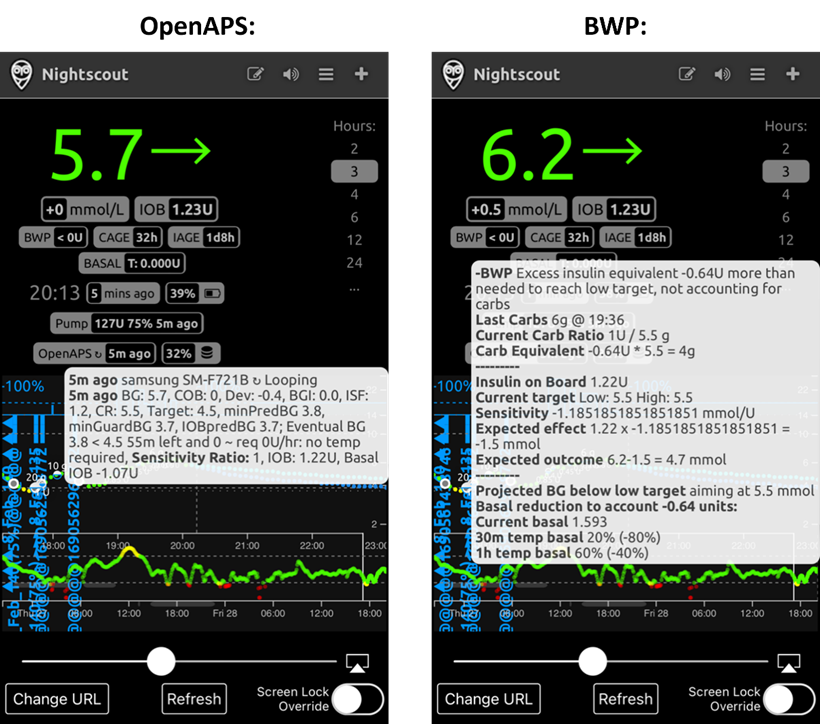 OpenAPS:
Nightscout
Hours:
2
3
4
6
12
24
...
5.7→
+0 mmol/L IOB 1.23U
BWP < 0U CAGE 32h IAGE 1d8h
BASAL T: 0.000U
20:13 5 mins ago 39%
Pump 127U 75% 5m ago
OpenAPS ↻ 5m ago 32%
-100%
5m ago samsung SM-F721B ↻ Looping
5m ago BG: 5.7, COB: 0, Dev: -0.4, BGI: 0.0, ISF:
1.2, CR: 5.5, Target: 4.5, minPredBG 3.8,
minGuardBG 3.7, IOBpredBG 3.7; Eventual BG
3.8 < 4.5 55m left and 0 ~ req 0U/hr: no temp
required, Sensitivity Ratio: 1, IOB: 1.22U, Basal
IOB -1.07U
2
18:00 19:00 20:00 21:00 22:00 23:00
Thu 27 06:00 12:00 18:00 Fri 28 06:00 12:00 18:00
Change URL
Refresh
Screen Lock
Override
BWP:
Nightscout
Hours:
2
3
4
6
12
24
...
6.2→
+0.5 mmol/L IOB 1.23U
BWP < 0U CAGE 32h IAGE 1d8h
-BWP Excess insulin equivalent -0.64U more than
needed to reach low target, not accounting for
carbs
Last Carbs 6g @ 19:36
Current Carb Ratio 1U / 5.5 g
Carb Equivalent -0.64U * 5.5 = 4g
----------
Insulin on Board 1.22U
Current target Low: 5.5 High: 5.5
Sensitivity -1.1851851851851851 mmol/U
Expected effect 1.22 x -1.1851851851851851 =
-1.5 mmol
Expected outcome 6.2-1.5 = 4.7 mmol
----------
Projected BG below low target aiming at 5.5 mmol
Basal reduction to account -0.64 units:
Current basal 1.593
30m temp basal 20% (-80%)
1h temp basal 60% (-40%)
-100%
06:00 12:00 18:00 Fri 28 06:00 12:00 18:00
Change URL
Refresh
Screen Lock
Override